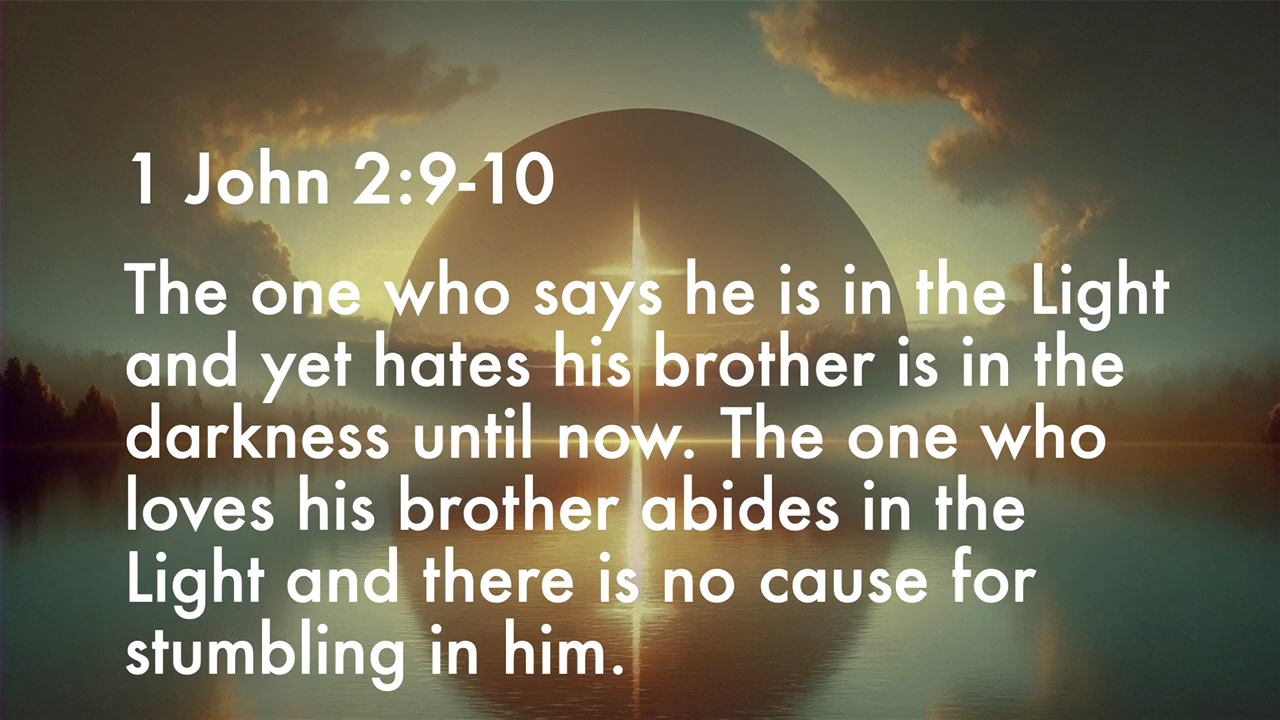 1 John 2:9-10
The one who says he is in the Light
and yet hates his brother is in the
darkness until now. The one who
loves his brother abides in the
Light and there is no cause for
stumbling in him.